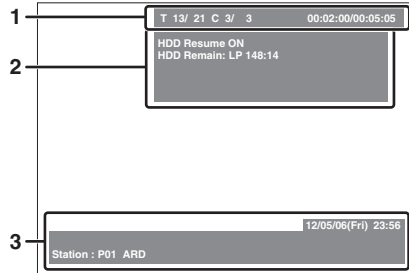 1
T 13/ 21 C 3/ 3 00:02:00/00:05:05
2
HDD Resume ON
HDD Remain: LP 148:14
12/05/06(Fri) 23:56
3
Station : P01 ARD